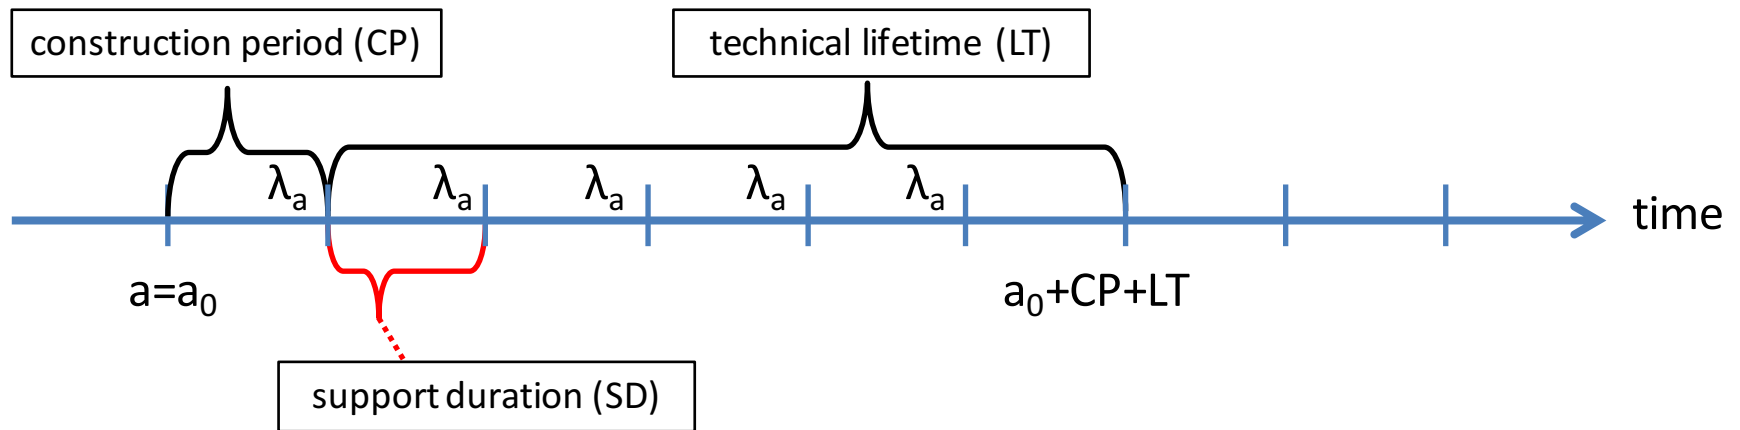 construction period (CP)
technical lifetime (LT)
λa λa λa λa λa
time
a=a0
a0+CP+LT
support duration (SD)